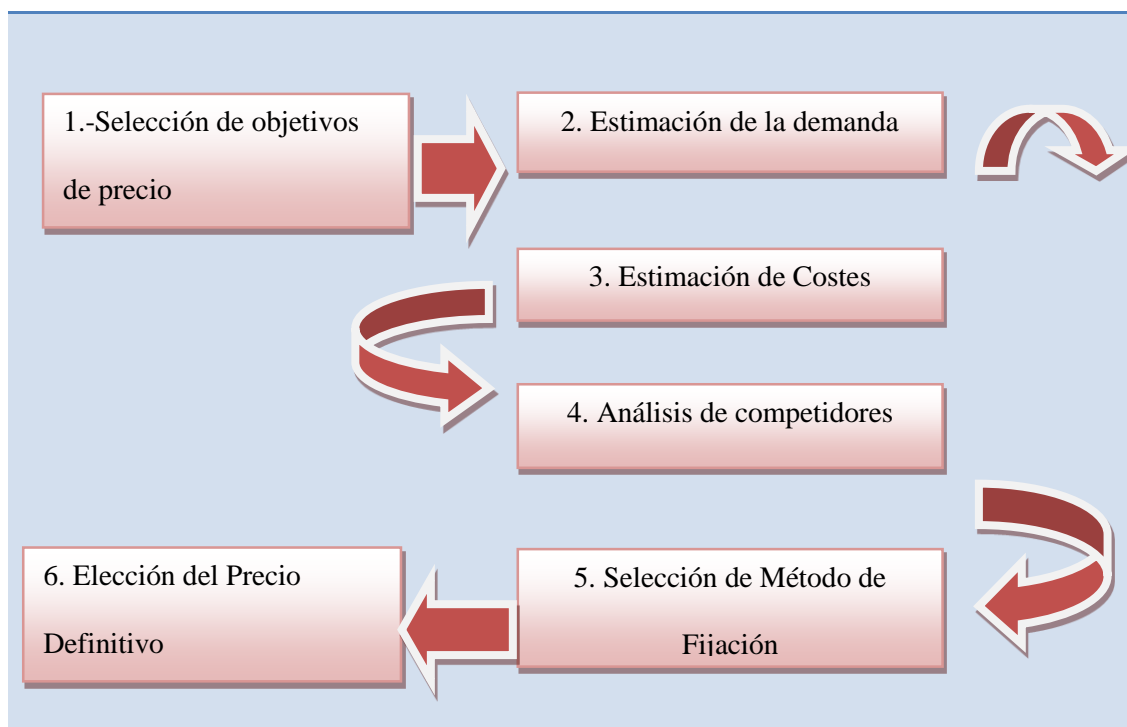 1.-Selección de objetivos
de precio
2. Estimación de la demanda
3. Estimación de Costes
4. Análisis de competidores
5. Selección de Método de
Fijación
6. Elección del Precio
Definitivo